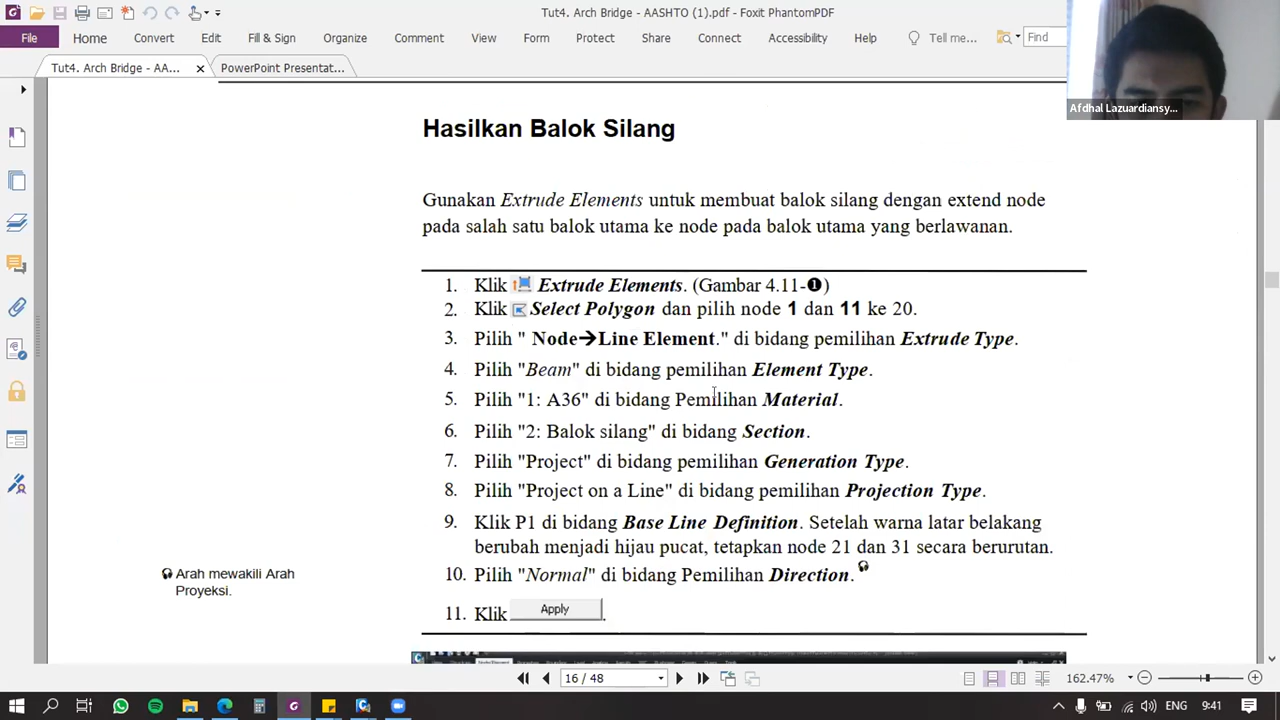 Tut4. Arch Bridge - AASHTO (1).pdf - Foxit PhantomPDF
File Home Convert Edit Fill & Sign Organize Comment View Form Protect Share Connect Accessibility Help Tell me... Find
Tut4. Arch Bridge - AA... PowerPoint Presentat...
Afdhal Lazuardiansy...
Hasilkan Balok Silang
Gunakan Extrude Elements untuk membuat balok silang dengan extend node
pada salah satu balok utama ke node pada balok utama yang berlawanan.
1. Klik Extrude Elements. (Gambar 4.11-❶)
2. Klik Select Polygon dan pilih node 1 dan 11 ke 20.
3. Pilih " Node→Line Element." di bidang pemilihan Extrude Type.
4. Pilih "Beam" di bidang pemilihan Element Type.
5. Pilih "1: A36" di bidang Pemilihan Material.
6. Pilih "2: Balok silang" di bidang Section.
7. Pilih "Project" di bidang pemilihan Generation Type.
8. Pilih "Project on a Line" di bidang pemilihan Projection Type.
9. Klik P1 di bidang Base Line Definition. Setelah warna latar belakang
berubah menjadi hijau pucat, tetapkan node 21 dan 31 secara berurutan.
Arah mewakili Arah
Proyeksi.
10. Pilih "Normal" di bidang Pemilihan Direction.
11. Klik Apply .
16 / 48
162.47%
ENG 9:41